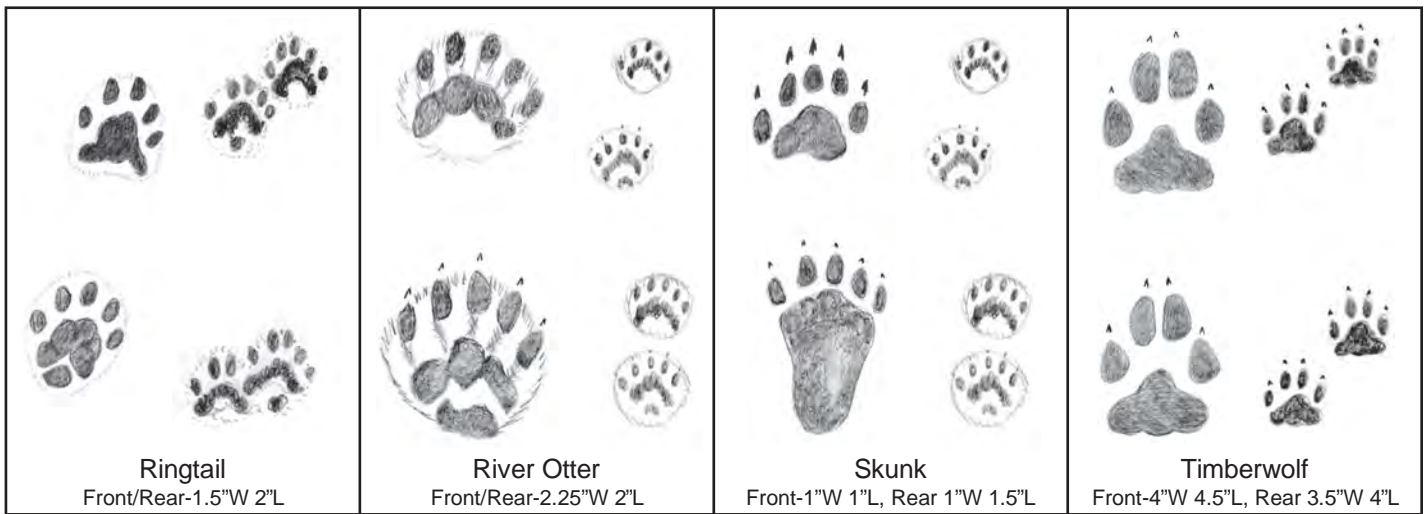 Ringtail
Front/Rear-1.5”W 2”L
River Otter
Front/Rear-2.25”W 2”L
Skunk
Front-1”W 1”L, Rear 1”W 1.5”L
Timberwolf
Front-4”W 4.5”L, Rear 3.5”W 4”L